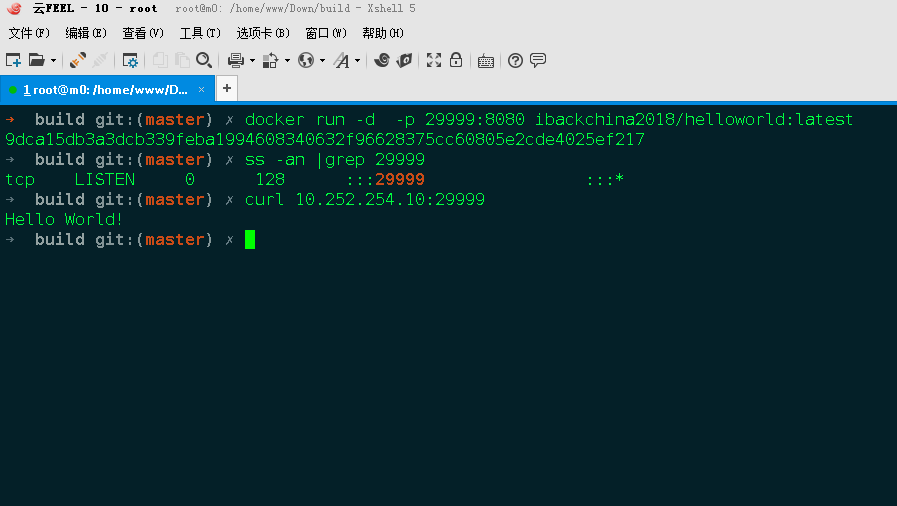 云FEEL - 10 - root root@m0: /home/www/Down/build - Xshell 5
文件(F) 编辑(E) 查看(V) 工具(T) 选项卡(B) 窗口(W) 帮助(H)
1 root@m0: /home/www/D... × +
➜ build git:(master) ✗ docker run -d  -p 29999:8080 ibackchina2018/helloworld:latest
9dca15db3a3dcb339feba1994608340632f96628375cc60805e2cde4025ef217
➜ build git:(master) ✗ ss -an |grep 29999
tcp    LISTEN     0      128      :::29999                :::*
➜ build git:(master) ✗ curl 10.252.254.10:29999
Hello World!
➜ build git:(master) ✗